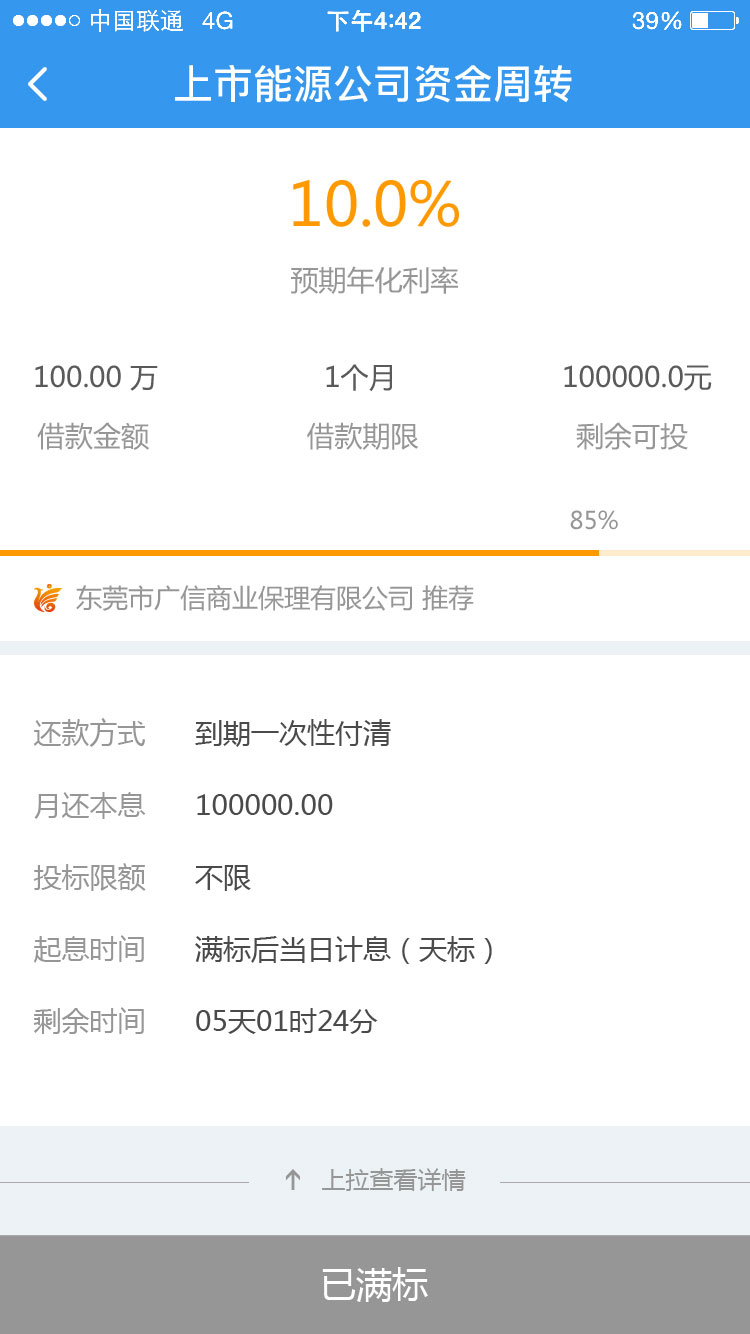 中国联通 4G 下午4:42 39%
上市能源公司资金周转
10.0%
预期年化利率
100.00 万 1个月 100000.0元
借款金额 借款期限 剩余可投
85%
东莞市广信商业保理有限公司 推荐
还款方式 到期一次性付清
月还本息 100000.00
投标限额 不限
起息时间 满标后当日计息（天标）
剩余时间 05天01时24分
上拉查看详情
已满标